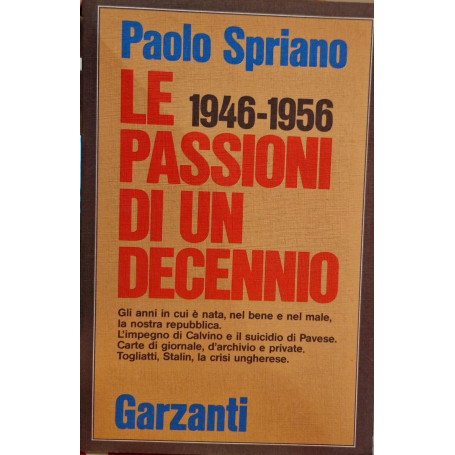 Paolo Spriano
LE 1946-1956
PASSIONI
DI UN
DECENNIO
Gli anni in cui è nata, nel bene e nel male,
la nostra repubblica.
L'impegno di Calvino e il suicidio di Pavese.
Carte di giornale, d'archivio e private.
Togliatti, Stalin, la crisi ungherese.
Garzanti